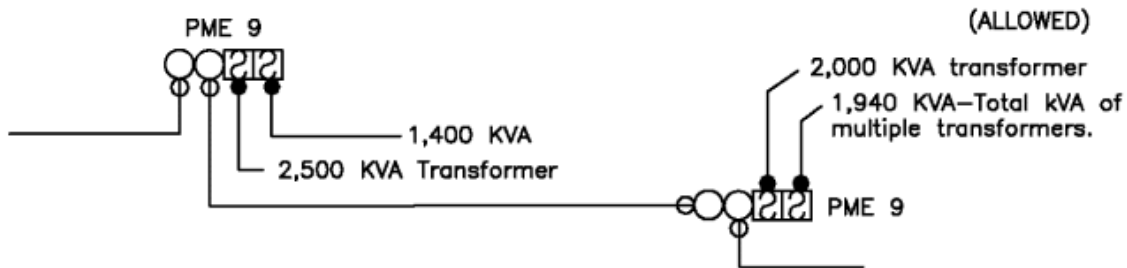 (ALLOWED)
PME 9
2,000 KVA transformer
1,940 KVA-Total kVA of
multiple transformers.
1,400 KVA
2,500 KVA Transformer
PME 9